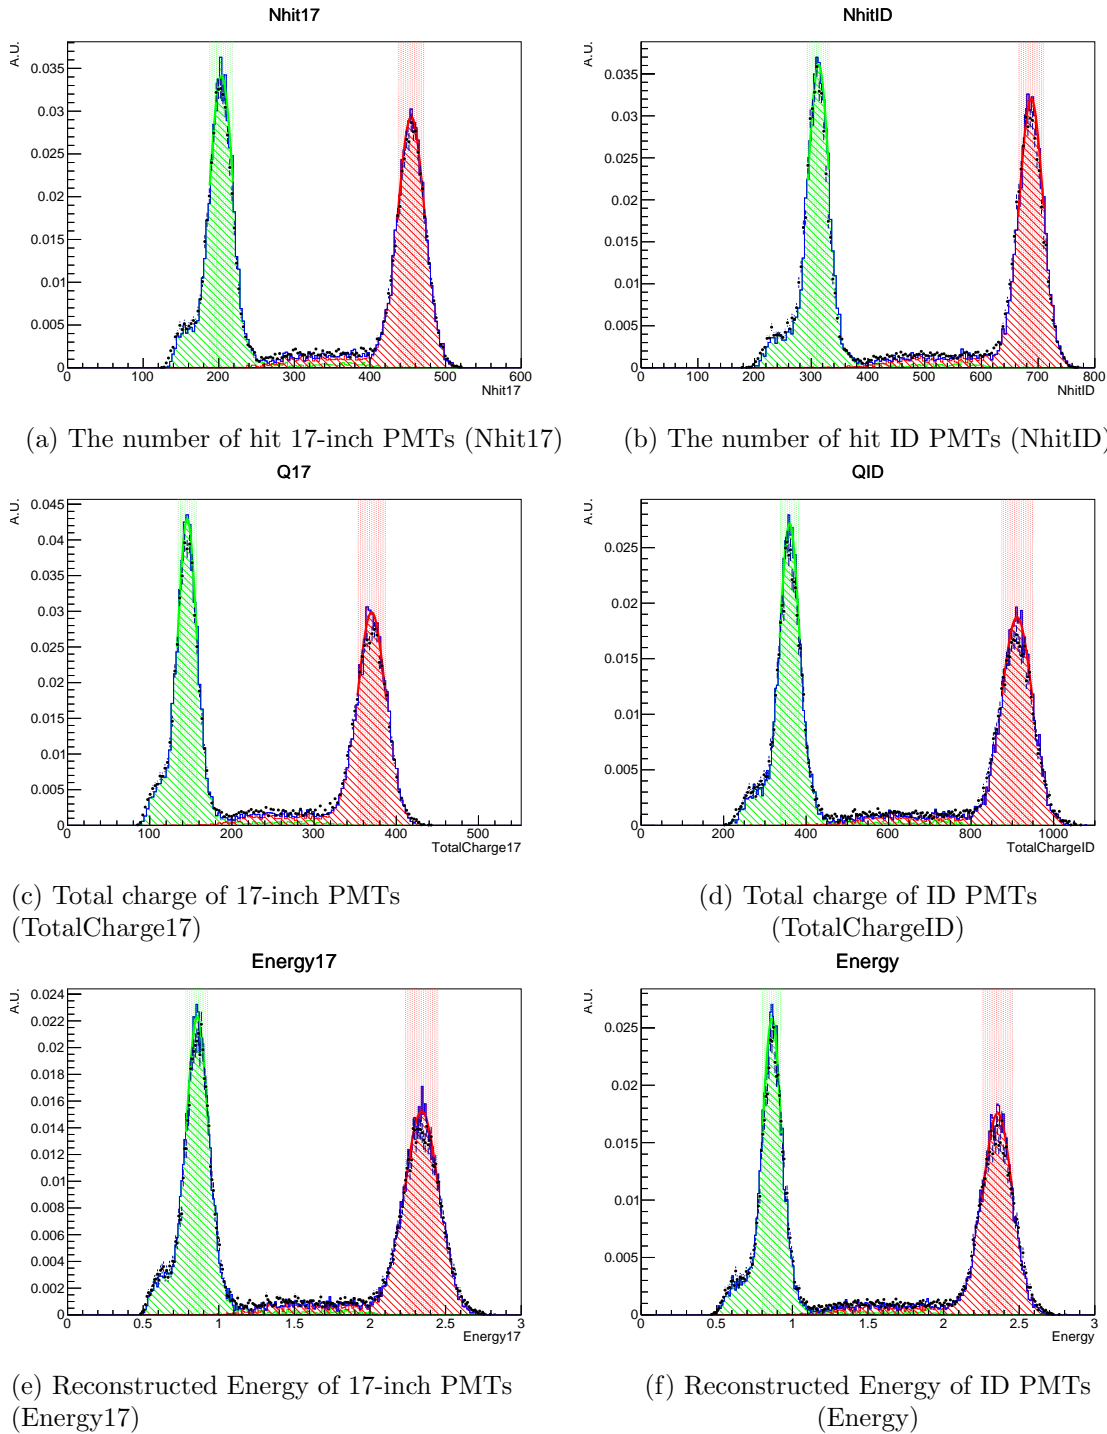 Nhit17
A.U.
0.035
0.03
0.025
0.02
0.015
0.01
0.005
0
0 100 200 300 400 500 600
Nhit17
(a) The number of hit 17-inch PMTs (Nhit17)
NhitID
A.U.
0.035
0.03
0.025
0.02
0.015
0.01
0.005
0
0 100 200 300 400 500 600 700 800
NhitID
(b) The number of hit ID PMTs (NhitID)
Q17
A.U.
0.045
0.04
0.035
0.03
0.025
0.02
0.015
0.01
0.005
0
0 100 200 300 400 500
TotalCharge17
(c) Total charge of 17-inch PMTs
(TotalCharge17)
QID
A.U.
0.025
0.02
0.015
0.01
0.005
0
0 200 400 600 800 1000
TotalChargeID
(d) Total charge of ID PMTs
(TotalChargeID)
Energy17
A.U.
0.024
0.022
0.02
0.018
0.016
0.014
0.012
0.01
0.008
0.006
0.004
0.002
0
0 0.5 1 1.5 2 2.5 3
Energy17
(e) Reconstructed Energy of 17-inch PMTs
(Energy17)
Energy
A.U.
0.025
0.02
0.015
0.01
0.005
0
0 0.5 1 1.5 2 2.5 3
Energy
(f) Reconstructed Energy of ID PMTs
(Energy)